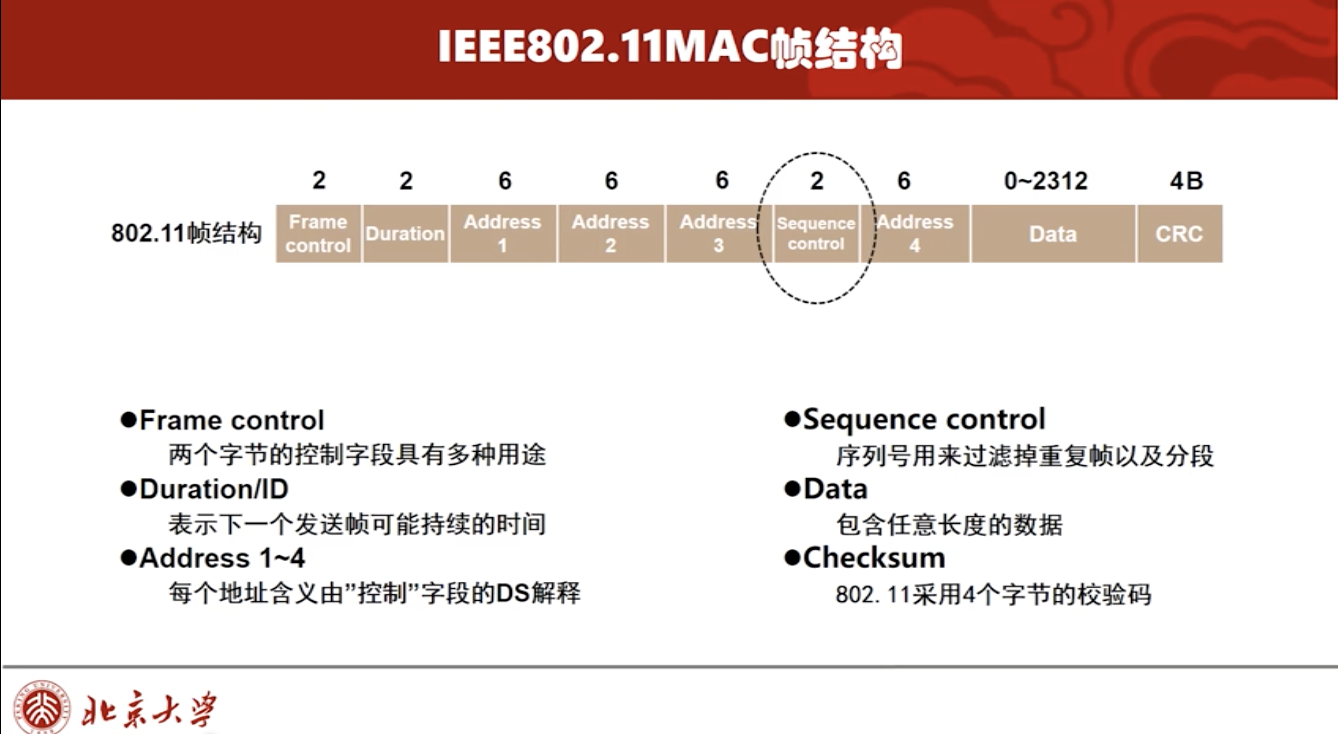 IEEE802.11MAC帧结构
2 2 6 6 6 2 6 0~2312 4B
802.11帧结构
Frame control
Duration
Address 1
Address 2
Address 3
Sequence control
Address 4
Data
CRC
●Frame control
两个字节的控制字段具有多种用途
●Duration/ID
表示下一个发送帧可能持续的时间
●Address 1~4
每个地址含义由”控制”字段的DS解释
●Sequence control
序列号用来过滤掉重复帧以及分段
●Data
包含任意长度的数据
●Checksum
802.11采用4个字节的校验码
北京大学